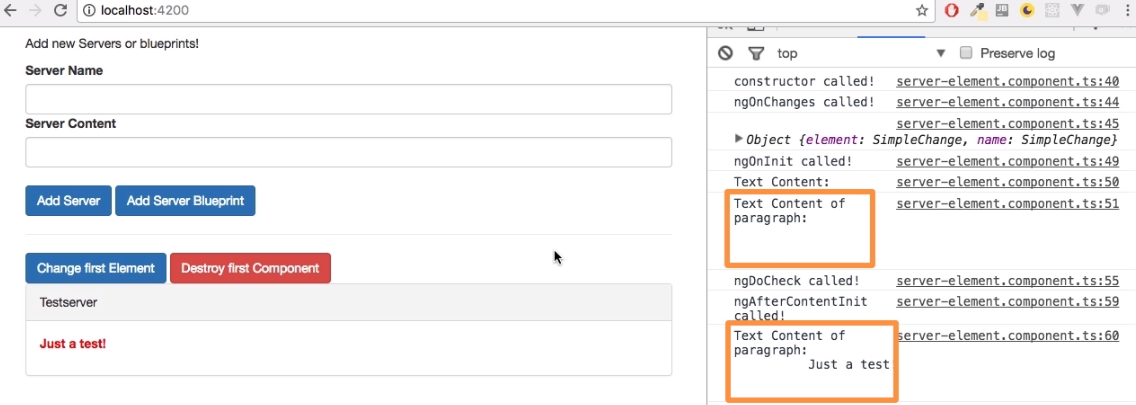 localhost:4200
Add new Servers or blueprints!
Server Name
Server Content
Add Server
Add Server Blueprint
Change first Element
Destroy first Component
Testserver
Just a test!
top
Preserve log
constructor called! server-element.component.ts:40
ngOnChanges called! server-element.component.ts:44
server-element.component.ts:45
Object {element: SimpleChange, name: SimpleChange}
ngOnInit called! server-element.component.ts:49
Text Content: server-element.component.ts:50
Text Content of server-element.component.ts:51
paragraph:
ngDoCheck called! server-element.component.ts:55
ngAfterContentInit server-element.component.ts:59
called!
Text Content of server-element.component.ts:60
paragraph:
Just a test!